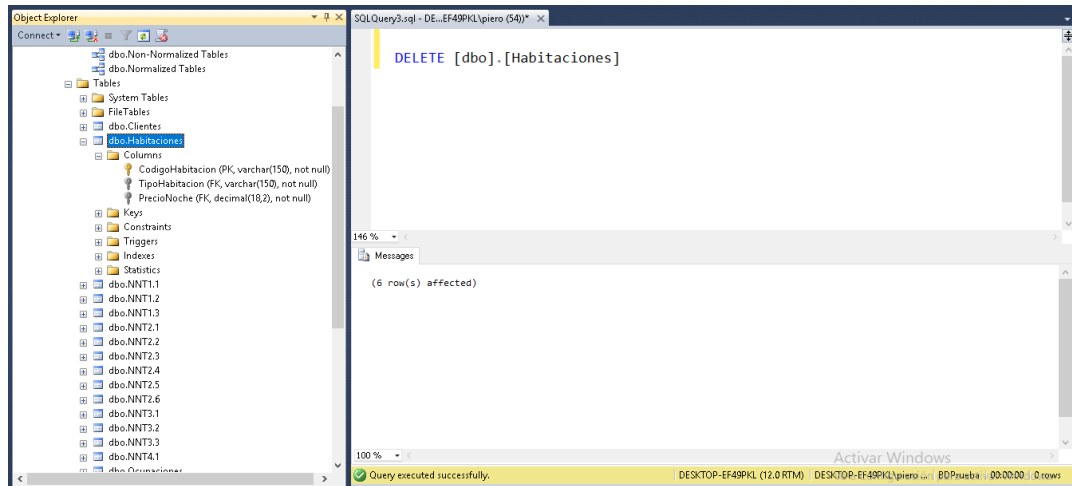 Object Explorer
Connect
dbo.Non-Normalized Tables
dbo.Normalized Tables
Tables
System Tables
FileTables
dbo.Clientes
dbo.Habitaciones
Columns
CodigoHabitacion (PK, varchar(150), not null)
TipoHabitacion (FK, varchar(150), not null)
PrecioNoche (FK, decimal(18,2), not null)
Keys
Constraints
Triggers
Indexes
Statistics
dbo.NNT1.1
dbo.NNT1.2
dbo.NNT1.3
dbo.NNT2.1
dbo.NNT2.2
dbo.NNT2.3
dbo.NNT2.4
dbo.NNT2.5
dbo.NNT2.6
dbo.NNT3.1
dbo.NNT3.2
dbo.NNT3.3
dbo.NNT4.1
dbo.Ocupaciones
SQLQuery3.sql - DE...EF49PKL\piero (54))*
DELETE [dbo].[Habitaciones]
146 %
Messages
(6 row(s) affected)
100 %
Activar Windows
Query executed successfully.
DESKTOP-EF49PKL (12.0 RTM)
DESKTOP-EF49PKL\piero ...
BDPrueba
00:00:00
0 rows